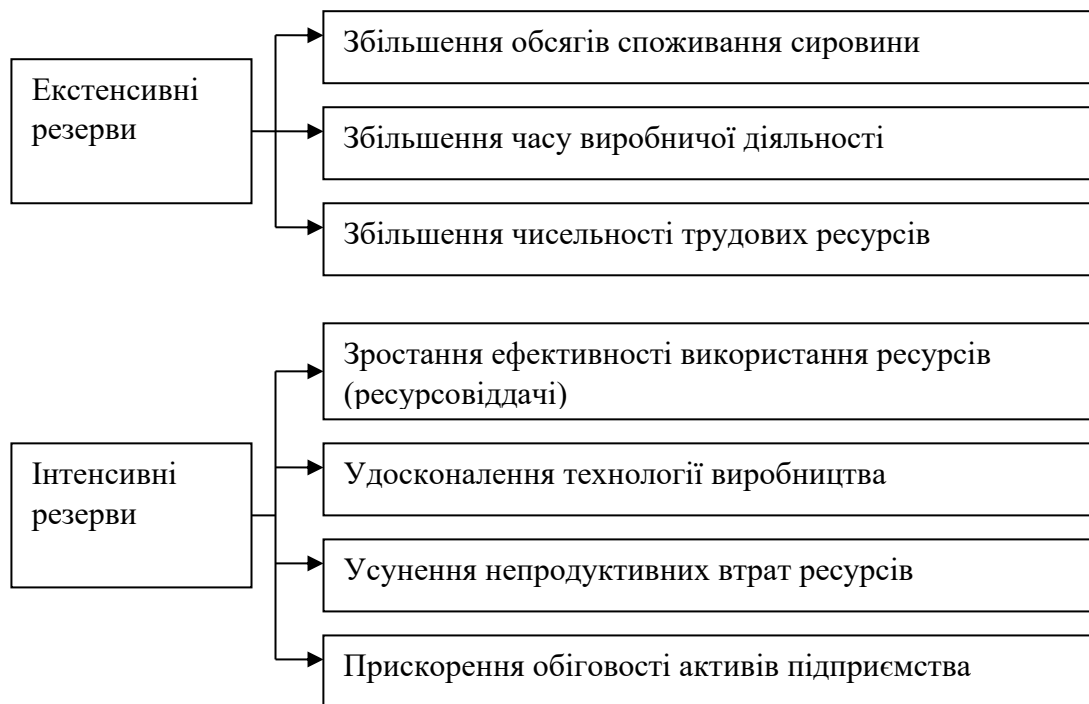 Екстенсивні
резерви
Збільшення обсягів споживання сировини
Збільшення часу виробничої діяльності
Збільшення чисельності трудових ресурсів
Інтенсивні
резерви
Зростання ефективності використання ресурсів
(ресурсовіддачі)
Удосконалення технології виробництва
Усунення непродуктивних втрат ресурсів
Прискорення обіговості активів підприємства